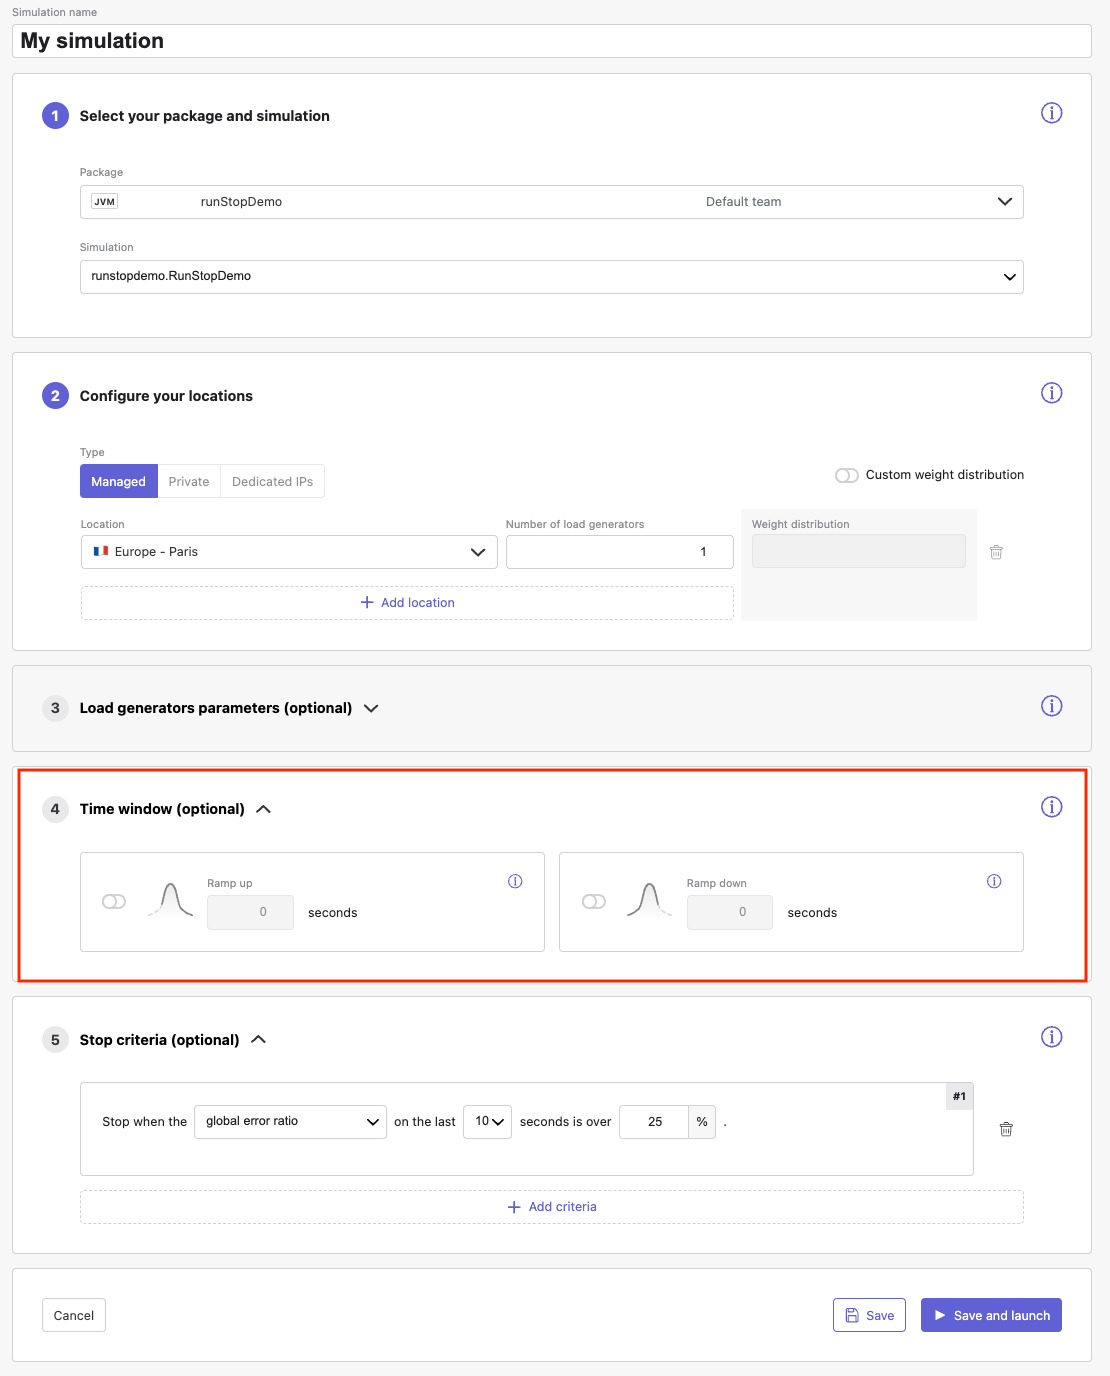 Simulation name
My simulation
1 Select your package and simulation
Package
JVM runStopDemo Default team
Simulation
runstopdemo.RunStopDemo
2 Configure your locations
Type
Managed Private Dedicated IPs
Custom weight distribution
Location Number of load generators Weight distribution
Europe - Paris 1
+ Add location
3 Load generators parameters (optional)
4 Time window (optional)
Ramp up Ramp down
0 seconds 0 seconds
5 Stop criteria (optional)
#1
Stop when the global error ratio on the last 10 seconds is over 25 % .
+ Add criteria
Cancel Save Save and launch